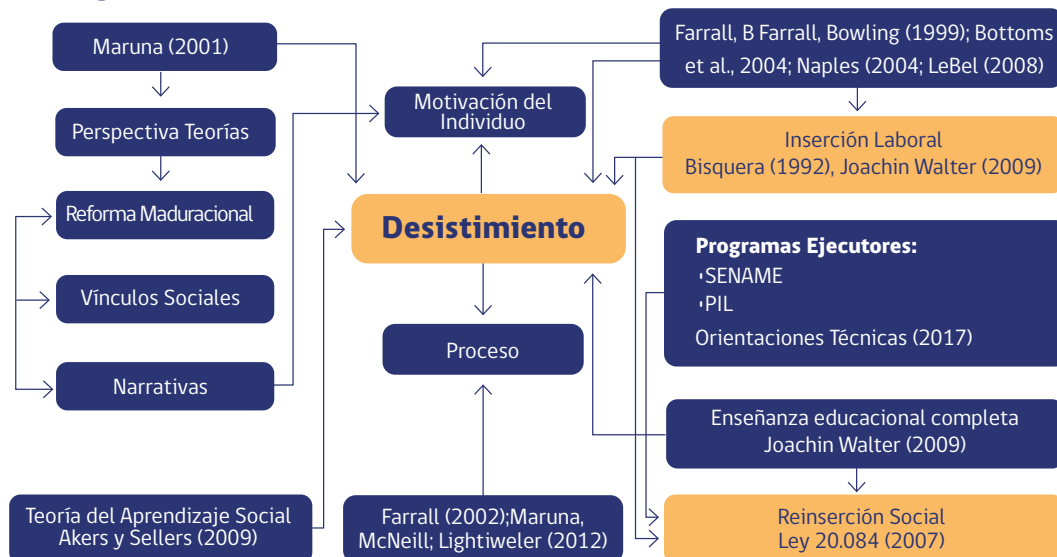 Maruna (2001)
Perspectiva Teorías
Reforma Maduracional
Vínculos Sociales
Narrativas
Teoría del Aprendizaje Social
Akers y Sellers (2009)
Motivación del
Individuo
Desistimiento
Proceso
Farrall (2002);Maruna,
McNeill; Lightiweler (2012)
Farrall, B Farrall, Bowling (1999); Bottoms
et al., 2004; Naples (2004; LeBel (2008)
Inserción Laboral
Bisquera (1992), Joachin Walter (2009)
Programas Ejecutores:
·SENAME
·PIL
Orientaciones Técnicas (2017)
Enseñanza educacional completa
Joachin Walter (2009)
Reinserción Social
Ley 20.084 (2007)